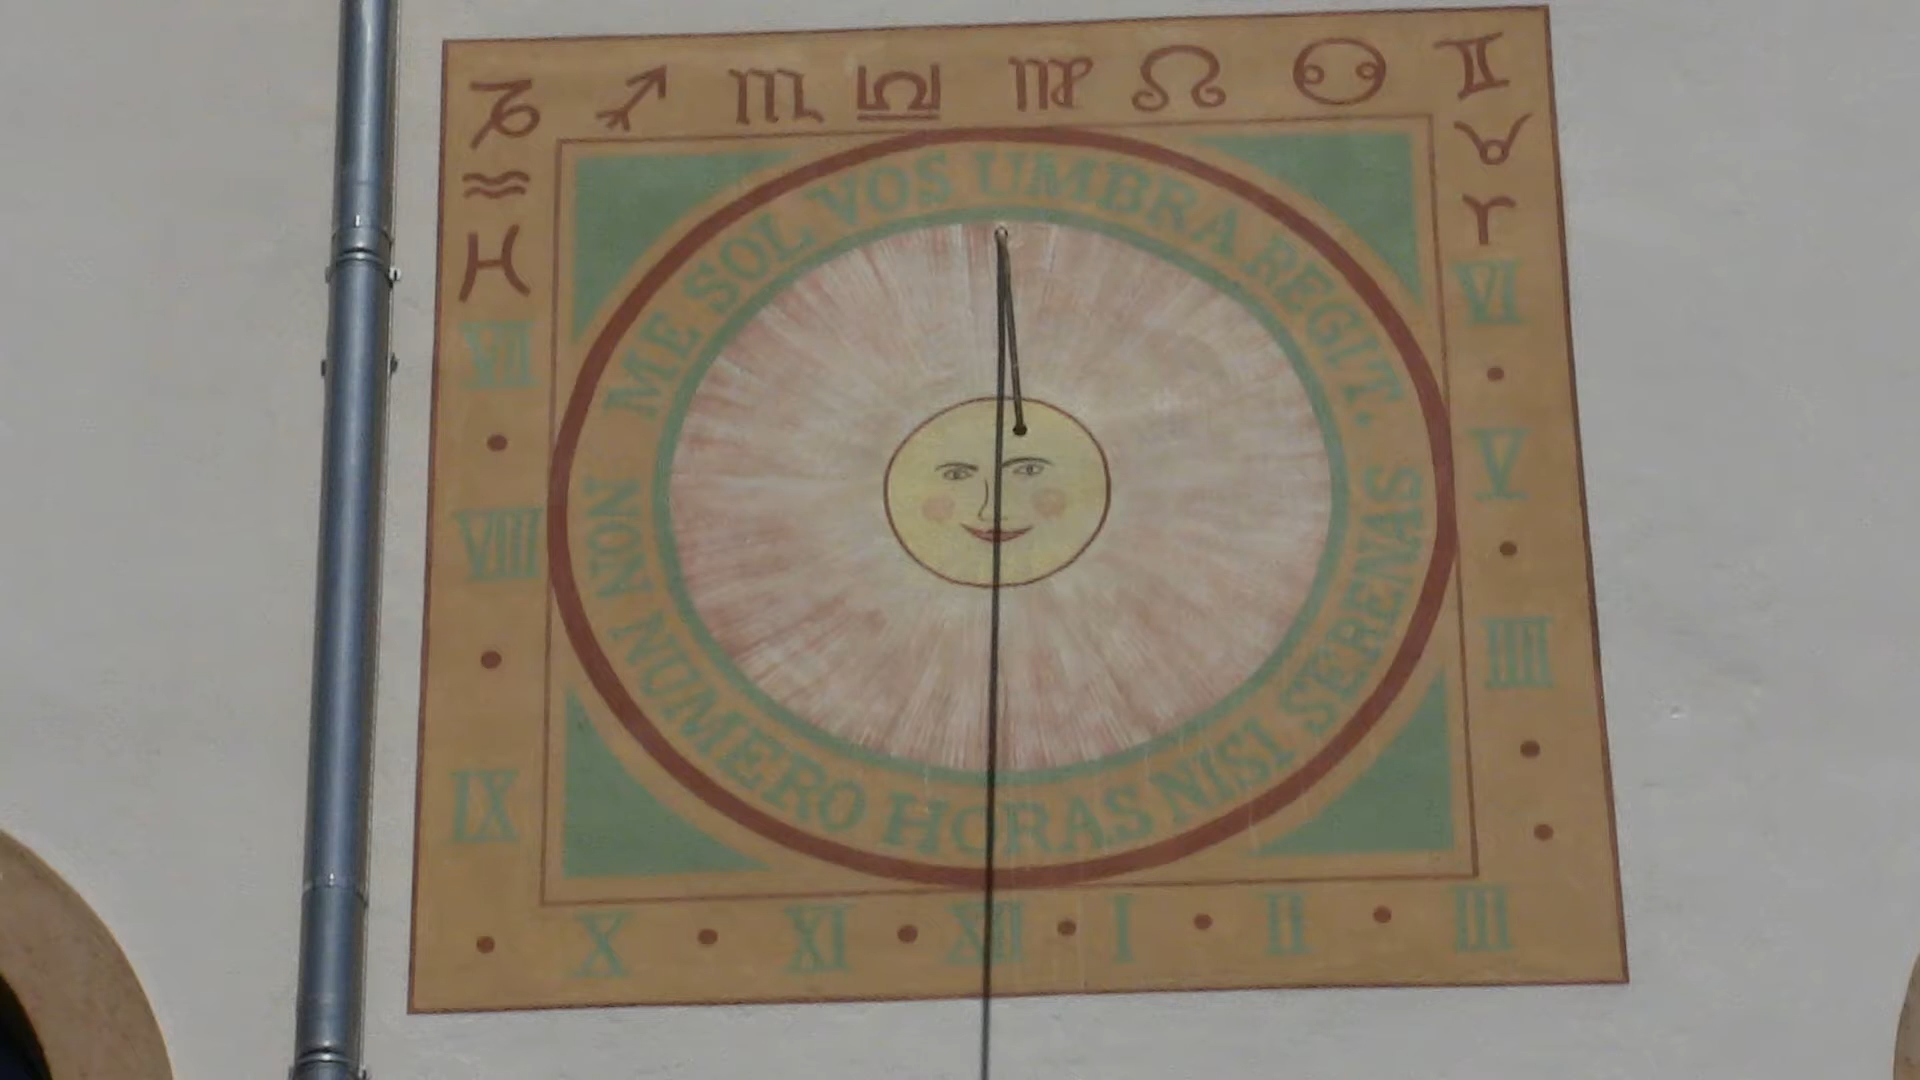 ♑ ♐ ♏ ♎ ♍ ♌ ♋ ♊
♒ ♉
♓ ♈
ME SOL, VOS UMBRA REGIT.
NON NUMERO HORAS NISI SERENAS
VII VI
VIII V
IX IIII
X XI XII I II III